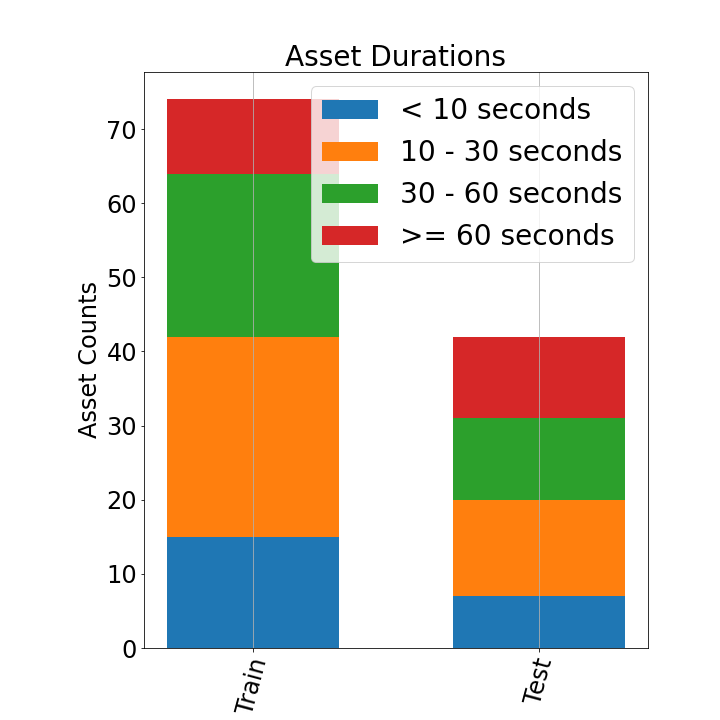 Asset Durations
< 10 seconds
10 - 30 seconds
30 - 60 seconds
>= 60 seconds
Asset Counts
70
60
50
40
30
20
10
0
Train
Test